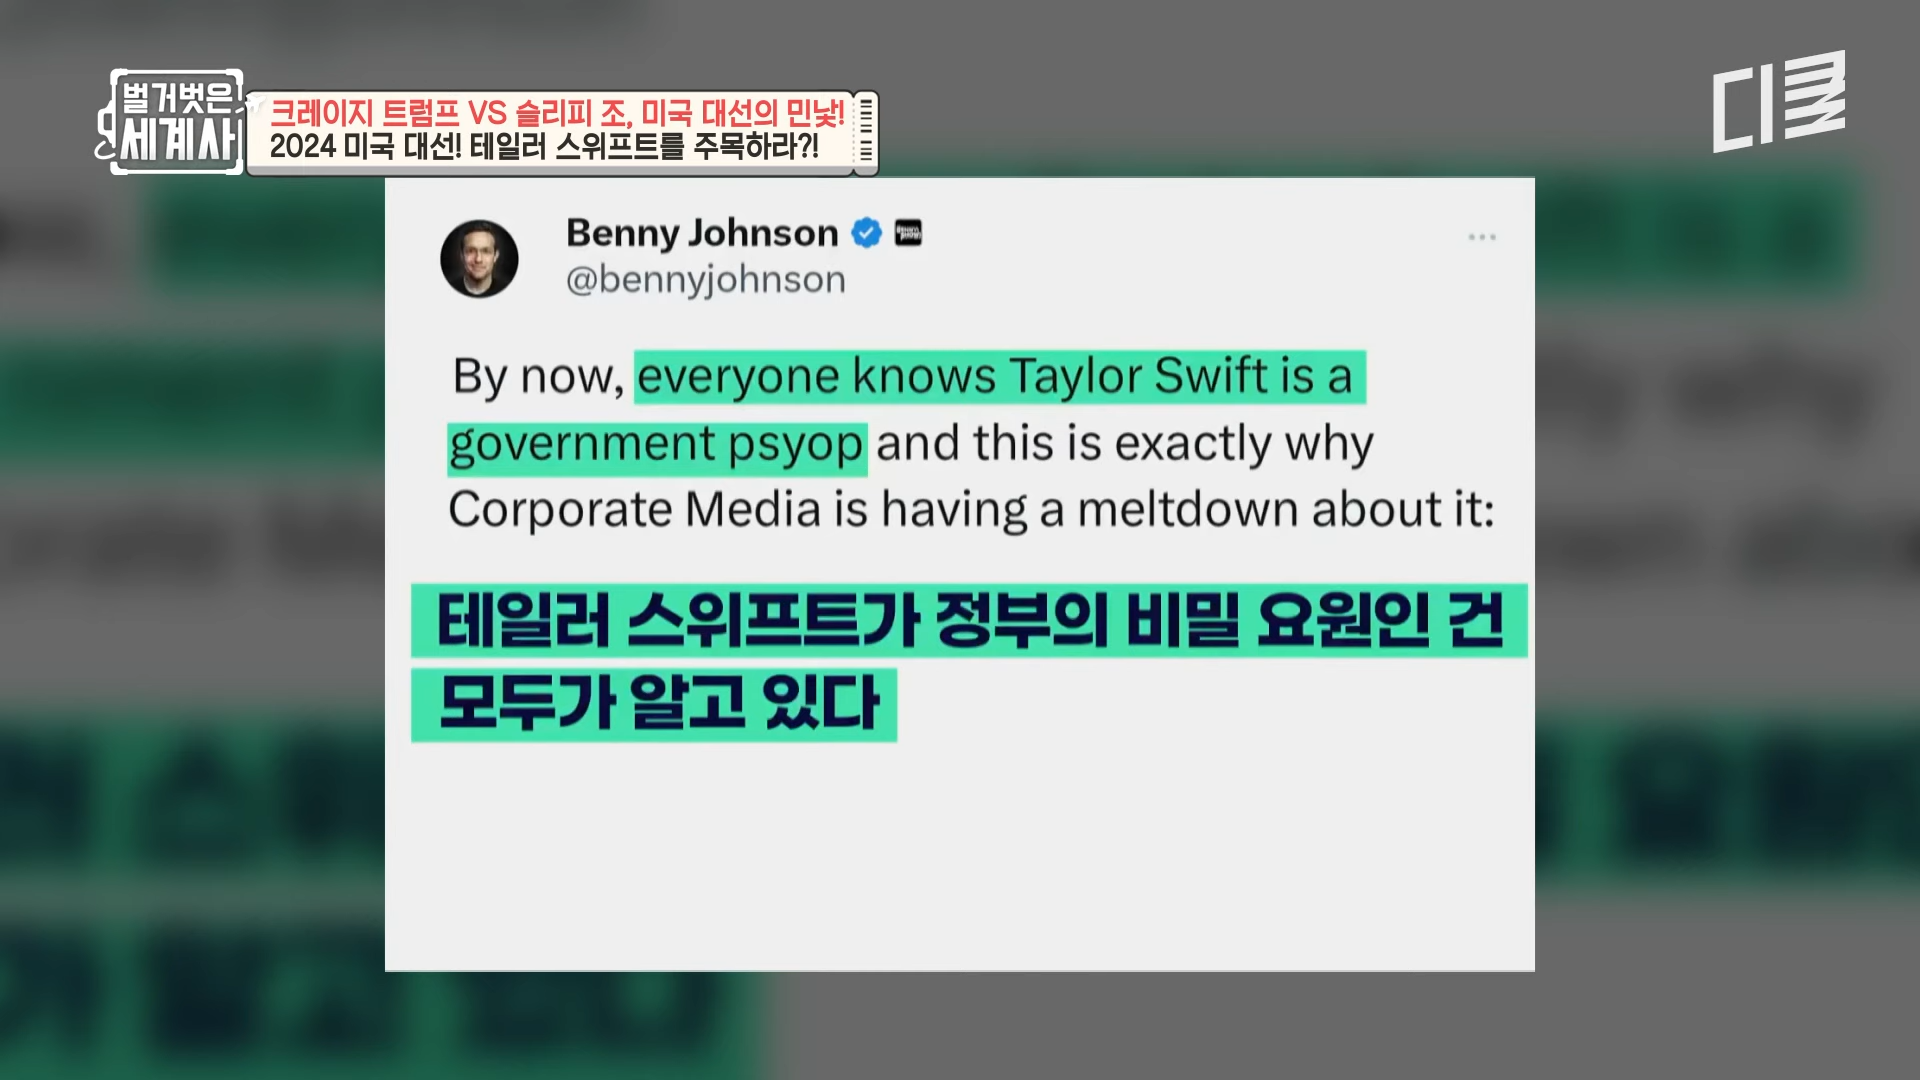 벌거벗은
세계사
크레이지 트럼프 VS 슬리피 조, 미국 대선의 민낯!
2024 미국 대선! 테일러 스위프트를 주목하라?!
디글
Benny Johnson
@bennyjohnson
By now, everyone knows Taylor Swift is a
government psyop and this is exactly why
Corporate Media is having a meltdown about it:
테일러 스위프트가 정부의 비밀 요원인 건
모두가 알고 있다